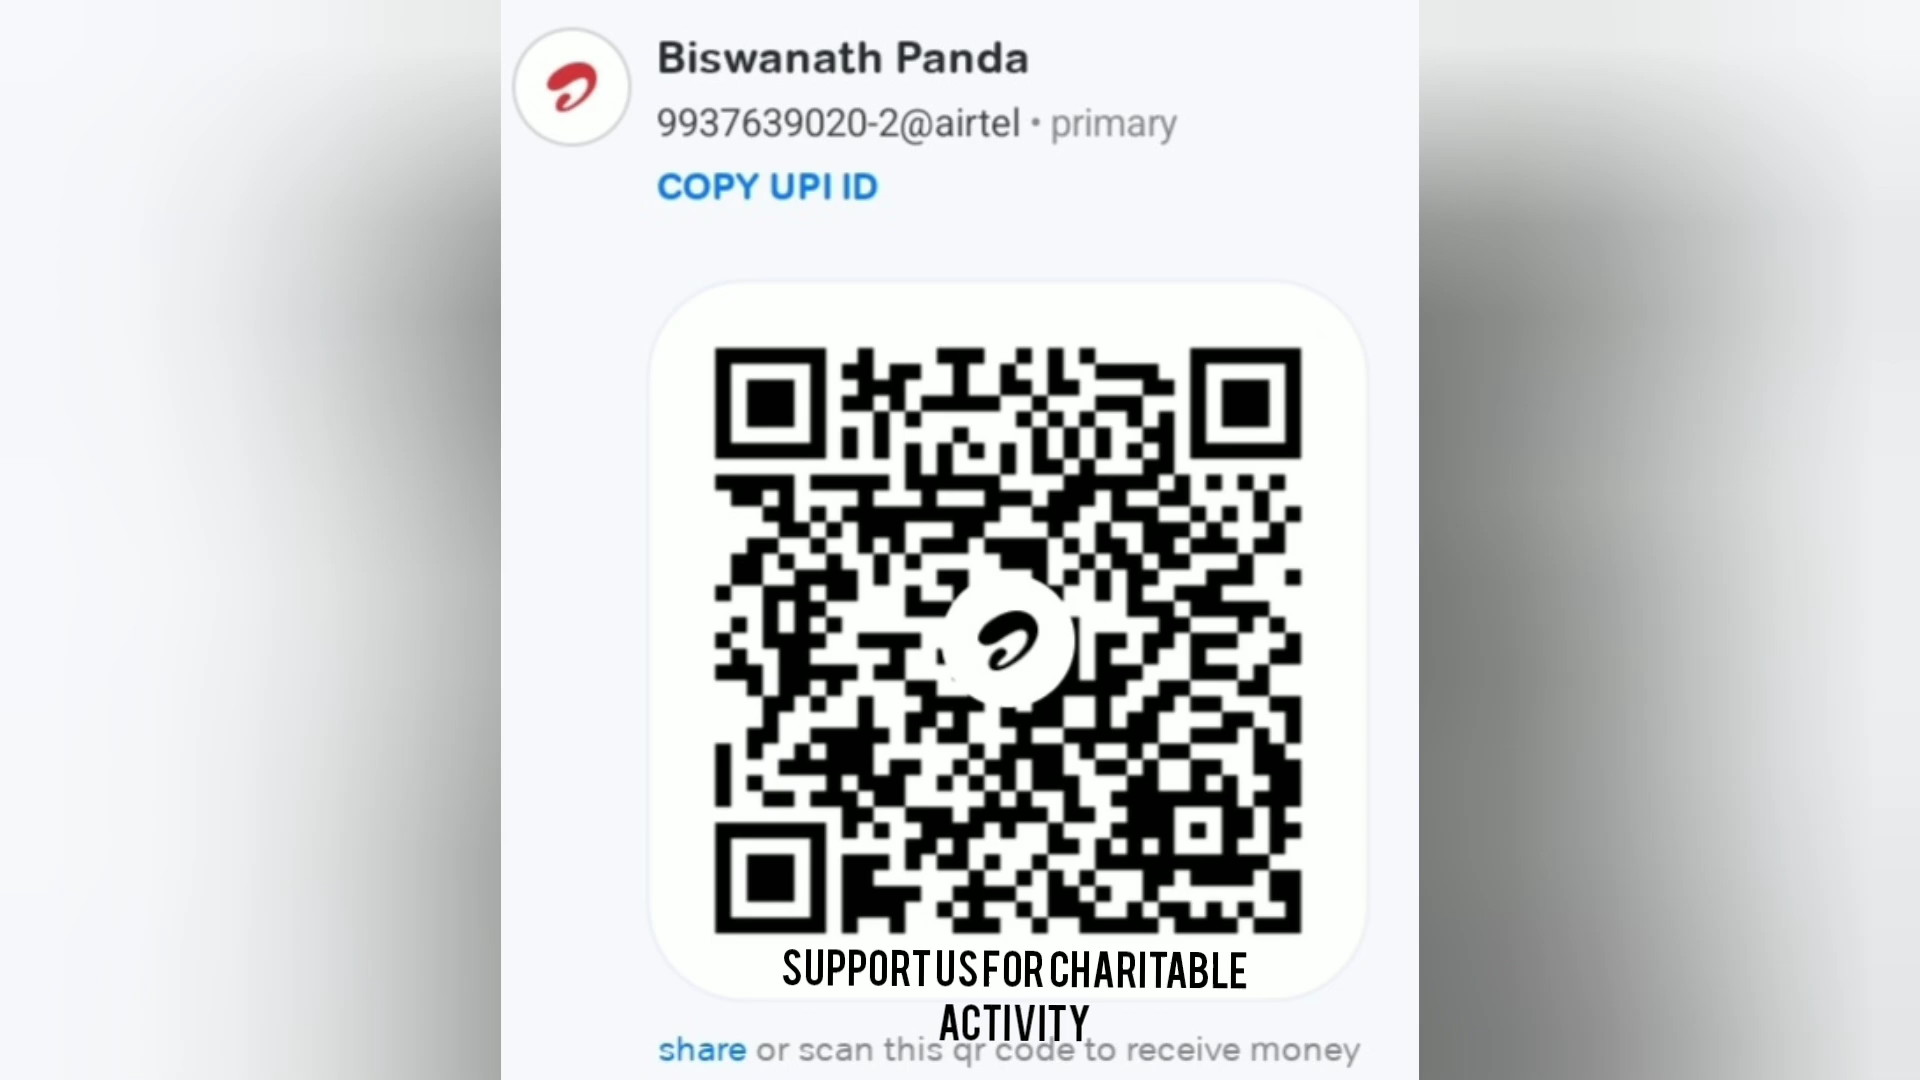 Biswanath Panda
9937639020-2@airtel • primary
COPY UPI ID
SUPPORT US FOR CHARITABLE
ACTIVITY
share or scan this qr code to receive money